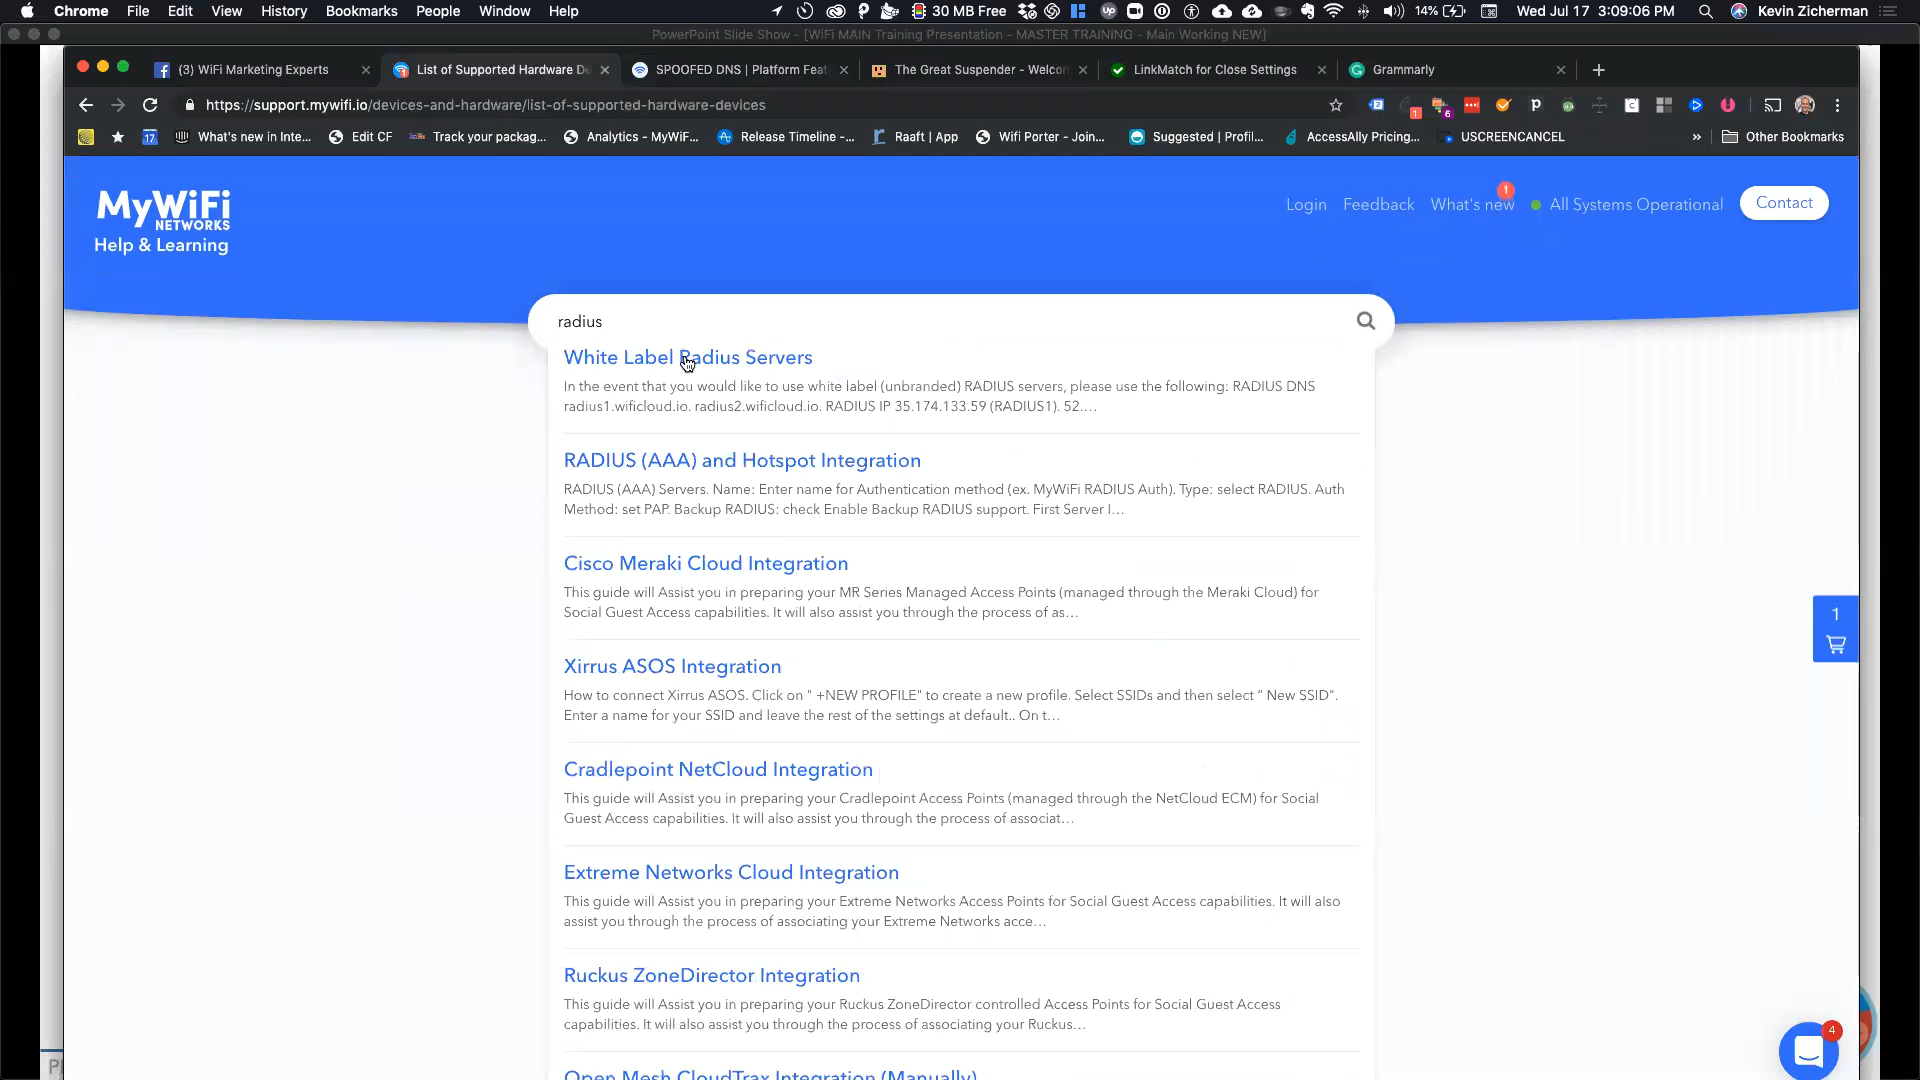 Chrome File Edit View History Bookmarks People Window Help 30 MB Free 14% Wed Jul 17 3:09:06 PM Kevin Zicherman
PowerPoint Slide Show - [WiFi MAIN Training Presentation - MASTER TRAINING - Main Working NEW]
(3) WiFi Marketing Experts List of Supported Hardware De SPOOFED DNS | Platform Feat The Great Suspender - Welcon LinkMatch for Close Settings Grammarly
https://support.mywifi.io/devices-and-hardware/list-of-supported-hardware-devices
What's new in Inte... Edit CF Track your packag... Analytics - MyWiF... Release Timeline -... Raaft | App Wifi Porter - Join... Suggested | Profil... AccessAlly Pricing... USCREENCANCEL » Other Bookmarks
MyWiFi
NETWORKS
Help & Learning
Login Feedback What's new 1 All Systems Operational Contact
radius
White Label Radius Servers
In the event that you would like to use white label (unbranded) RADIUS servers, please use the following: RADIUS DNS
radius1.wificloud.io. radius2.wificloud.io. RADIUS IP 35.174.133.59 (RADIUS1). 52....
RADIUS (AAA) and Hotspot Integration
RADIUS (AAA) Servers. Name: Enter name for Authentication method (ex. MyWiFi RADIUS Auth). Type: select RADIUS. Auth
Method: set PAP. Backup RADIUS: check Enable Backup RADIUS support. First Server I...
Cisco Meraki Cloud Integration
This guide will Assist you in preparing your MR Series Managed Access Points (managed through the Meraki Cloud) for
Social Guest Access capabilities. It will also assist you through the process of as...
1
Xirrus ASOS Integration
How to connect Xirrus ASOS. Click on " +NEW PROFILE" to create a new profile. Select SSIDs and then select “ New SSID".
Enter a name for your SSID and leave the rest of the settings at default.. On t...
Cradlepoint NetCloud Integration
This guide will Assist you in preparing your Cradlepoint Access Points (managed through the NetCloud ECM) for Social
Guest Access capabilities. It will also assist you through the process of associat...
Extreme Networks Cloud Integration
This guide will Assist you in preparing your Extreme Networks Access Points for Social Guest Access capabilities. It will also
assist you through the process of associating your Extreme Networks acce...
Ruckus ZoneDirector Integration
This guide will Assist you in preparing your Ruckus ZoneDirector controlled Access Points for Social Guest Access
capabilities. It will also assist you through the process of associating your Ruckus...
4
Open Mesh CloudTrax Integration (Manually)